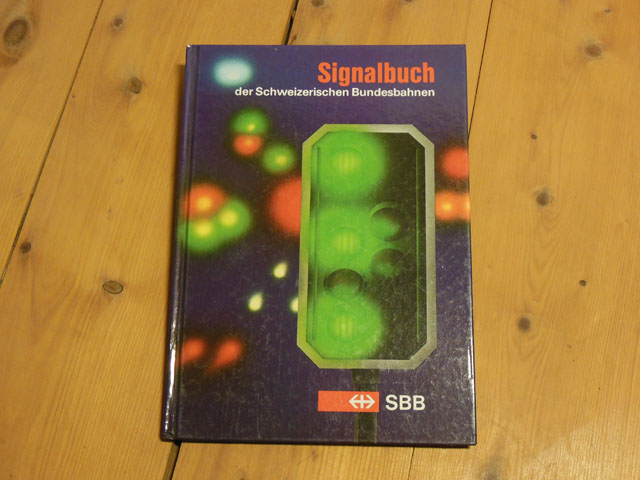 Signalbuch
der Schweizerischen Bundesbahnen
SBB